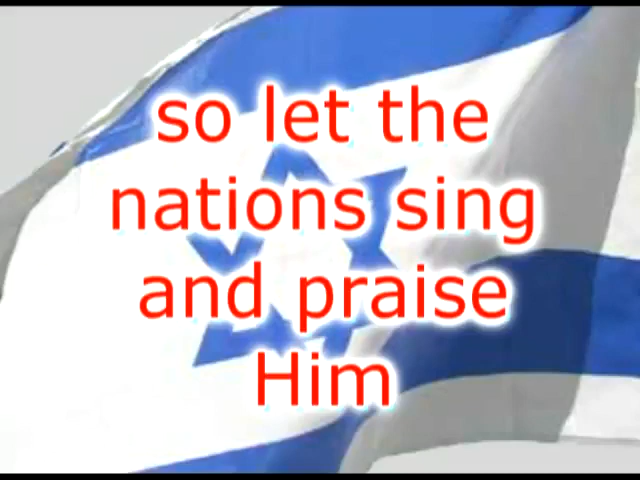 so let the
nations sing
and praise
Him